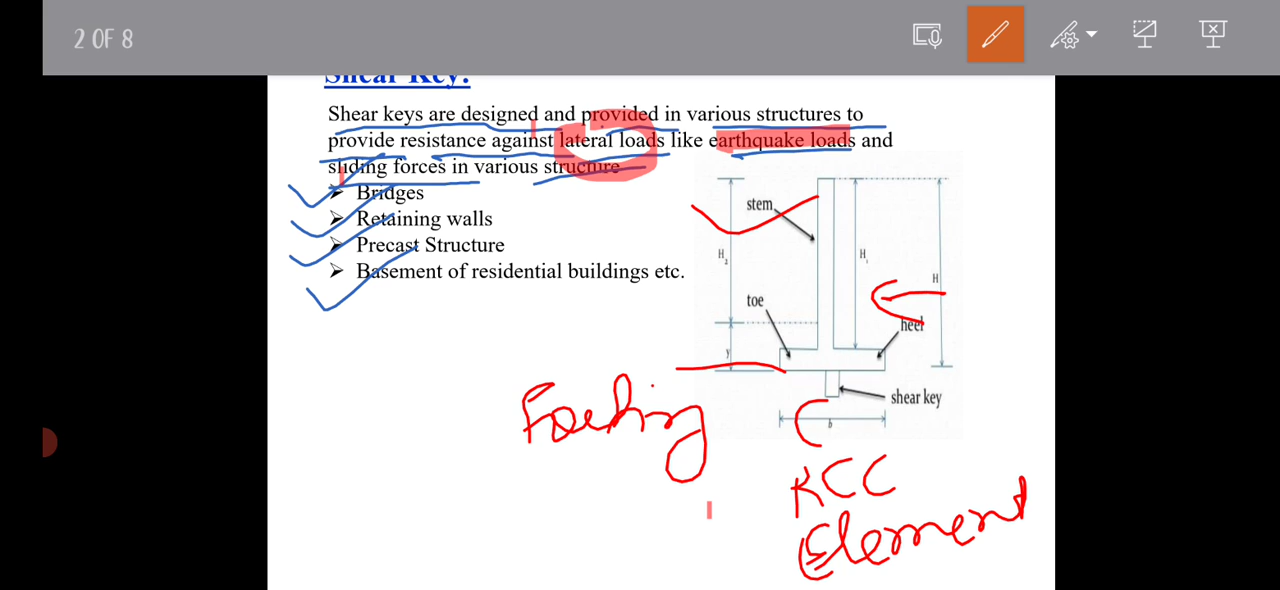 2 OF 8
Shear Key:
Shear keys are designed and provided in various structures to
provide resistance against lateral loads like earthquake loads and
sliding forces in various structure
➤ Bridges
➤ Retaining walls
➤ Precast Structure
➤ Basement of residential buildings etc.
stem
H₂
H₁
H
toe
heel
y
shear key
b
Footing
RCC
Element